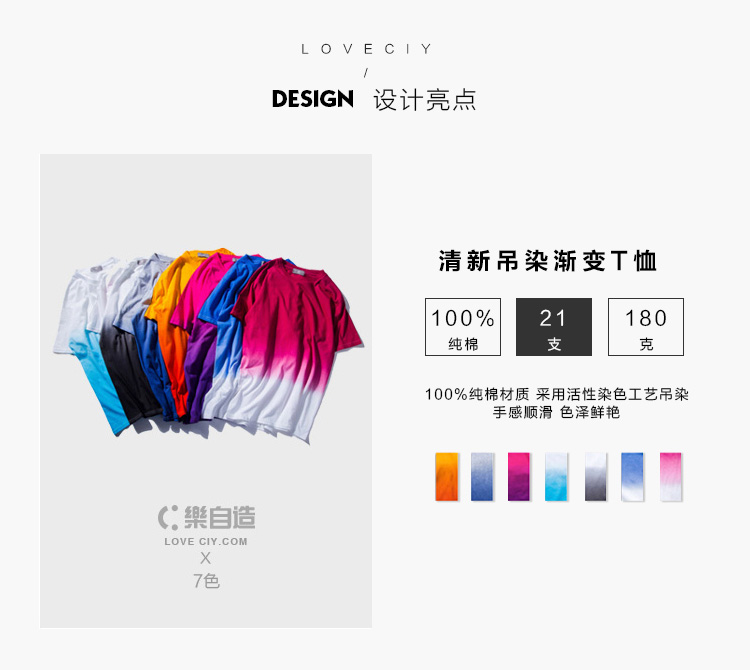 LOVECIY
/
DESIGN 设计亮点
清新吊染渐变T恤
100%
纯棉
21
支
180
克
100%纯棉材质 采用活性染色工艺吊染
手感顺滑 色泽鲜艳
樂自造
LOVE CIY.COM
X
7色